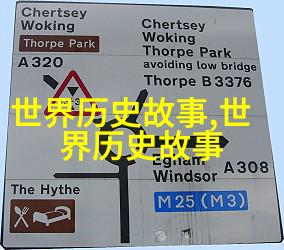 Chertsey
Woking
Thorpe Park
A320
Chertsey
Woking
Thorpe Park
avoiding low bridge
Thorpe B3376
世界历史故事,世
界历史故事
Egham
Windsor
A308
The Hythe
M25 (M3)